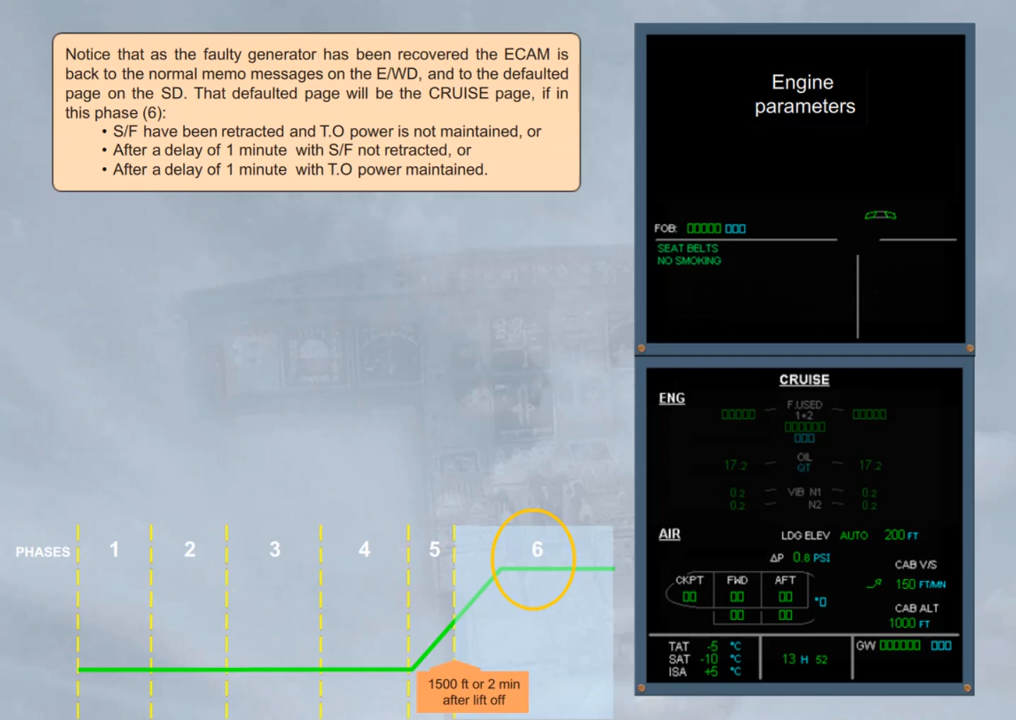 Notice that as the faulty generator has been recovered the ECAM is
back to the normal memo messages on the E/WD, and to the defaulted
page on the SD. That defaulted page will be the CRUISE page, if in
this phase (6):
• S/F have been retracted and T.O power is not maintained, or
• After a delay of 1 minute with S/F not retracted, or
• After a delay of 1 minute with T.O power maintained.
Engine
parameters
FOB:
SEAT BELTS
NO SMOKING
CRUISE
ENG
F.USED
1+2
17.2 OIL 17.2
QT
0.2 VIB N1 0.2
0.2 N2 0.2
AIR
LDG ELEV AUTO 200 FT
ΔP 0.8 PSI
CAB V/S
CKPT FWD AFT
150 FT/MN
CAB ALT
1000 FT
TAT -5 °C
SAT -10 °C
ISA +5 °C
13 H 52
GW
PHASES 1 2 3 4 5 6
1500 ft or 2 min
after lift off